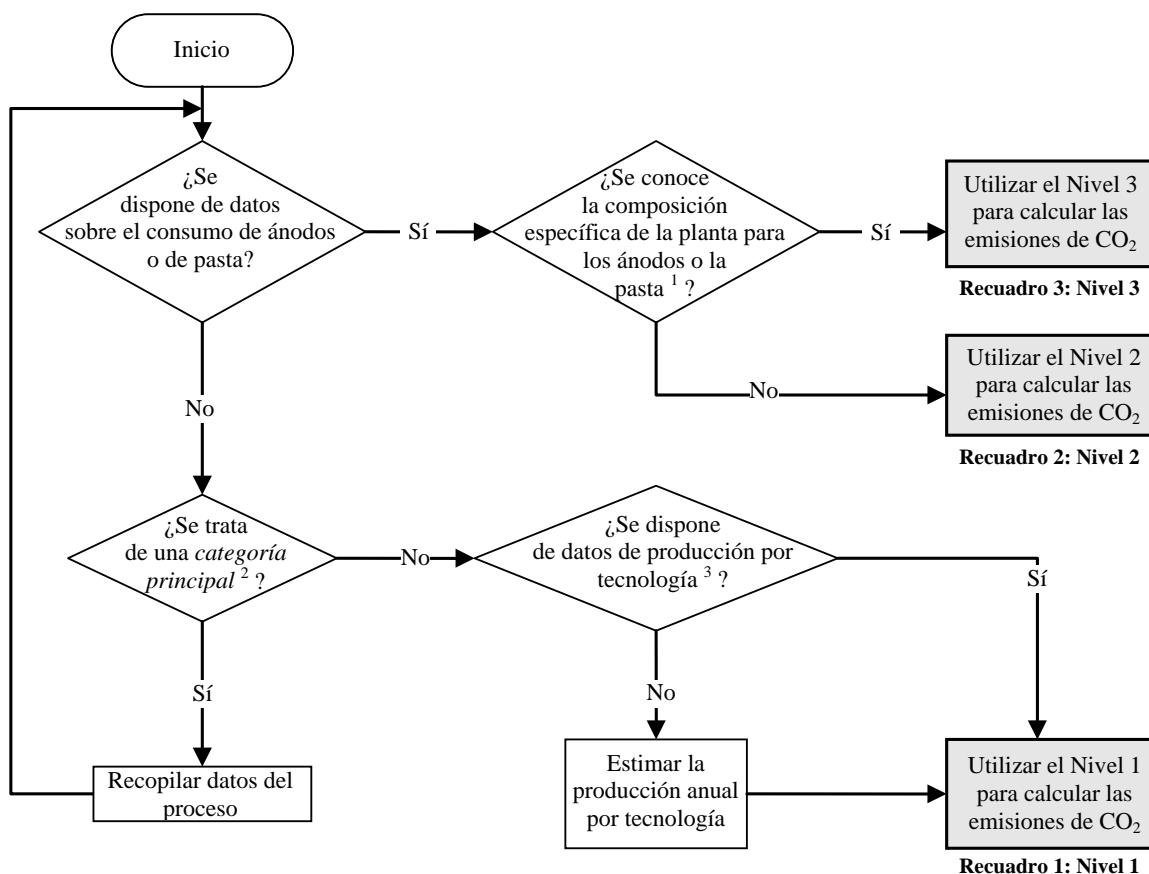 Inicio
¿Se
dispone de datos
sobre el consumo de ánodos
o de pasta?
Sí
¿Se conoce
la composición
específica de la planta para
los ánodos o la
pasta ¹ ?
Sí
Utilizar el Nivel 3
para calcular las
emisiones de CO₂
Recuadro 3: Nivel 3
No
Utilizar el Nivel 2
para calcular las
emisiones de CO₂
Recuadro 2: Nivel 2
No
¿Se trata
de una categoría
principal ² ?
No
¿Se dispone
de datos de producción por
tecnología ³ ?
Sí
Sí
No
Recopilar datos del
proceso
Estimar la
producción anual
por tecnología
Utilizar el Nivel 1
para calcular las
emisiones de CO₂
Recuadro 1: Nivel 1